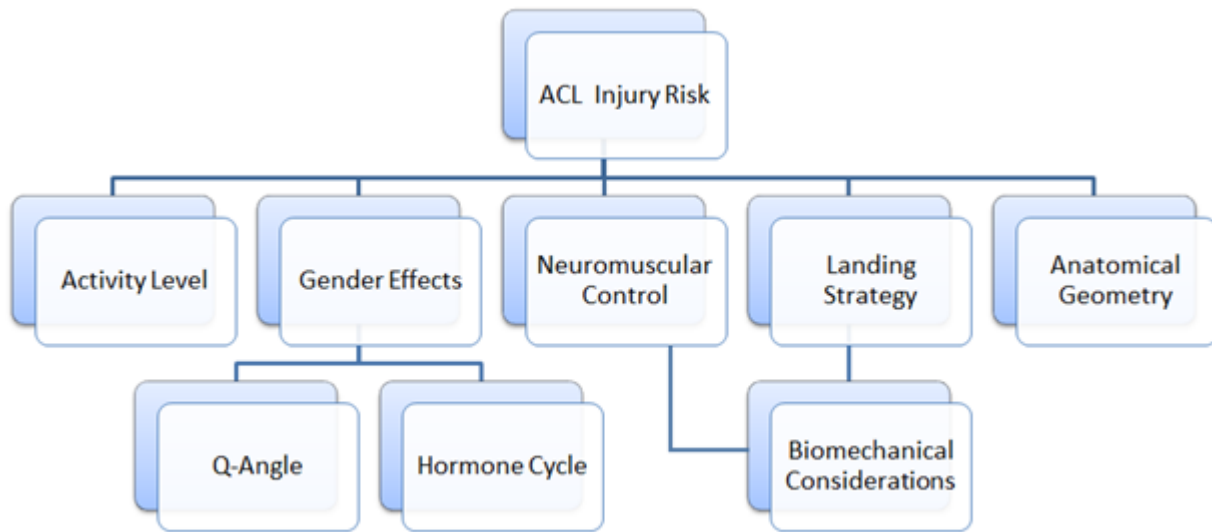 ACL  Injury Risk
Activity Level
Gender Effects
Neuromuscular
Control
Landing
Strategy
Anatomical
Geometry
Q-Angle
Hormone Cycle
Biomechanical
Considerations